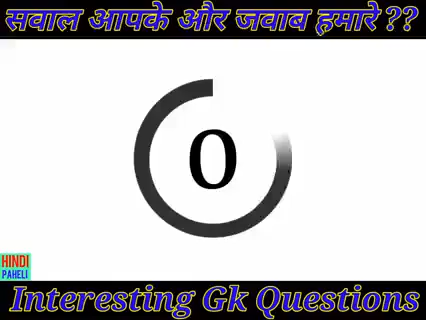 सवाल आपके और जवाब हमारे ??
0
HINDI
PAHELI
Interesting Gk Questions